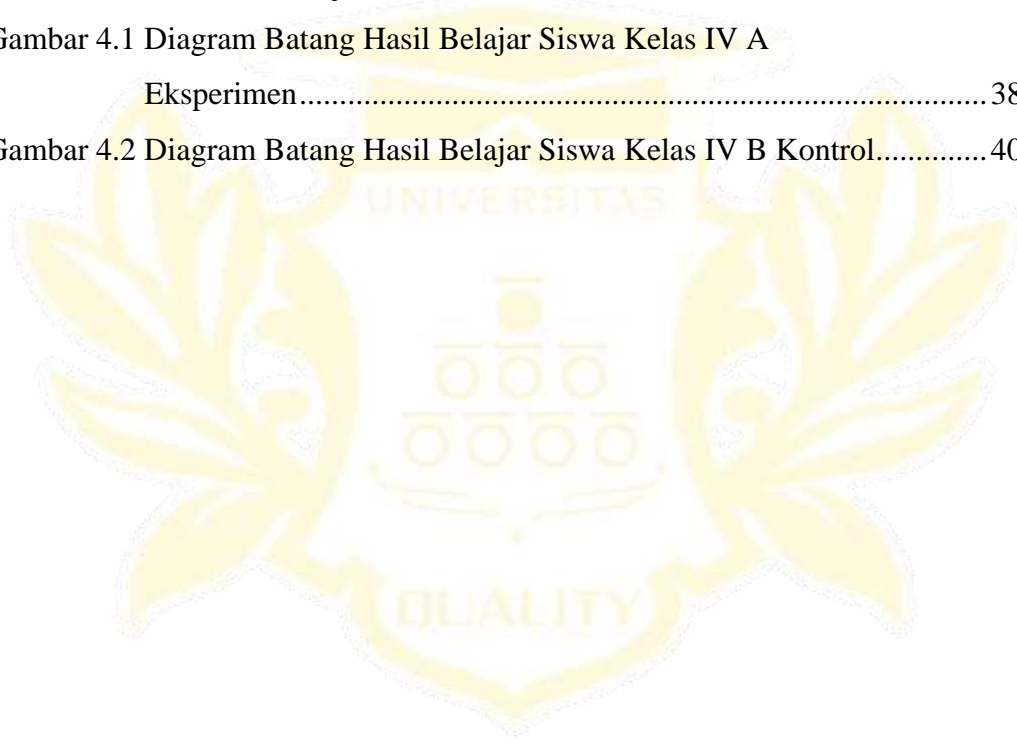 Gambar 4.1 Diagram Batang Hasil Belajar Siswa Kelas IV A
Eksperimen......................................................................................38
Gambar 4.2 Diagram Batang Hasil Belajar Siswa Kelas IV B Kontrol..............40
UNIVERSITAS
QUALITY